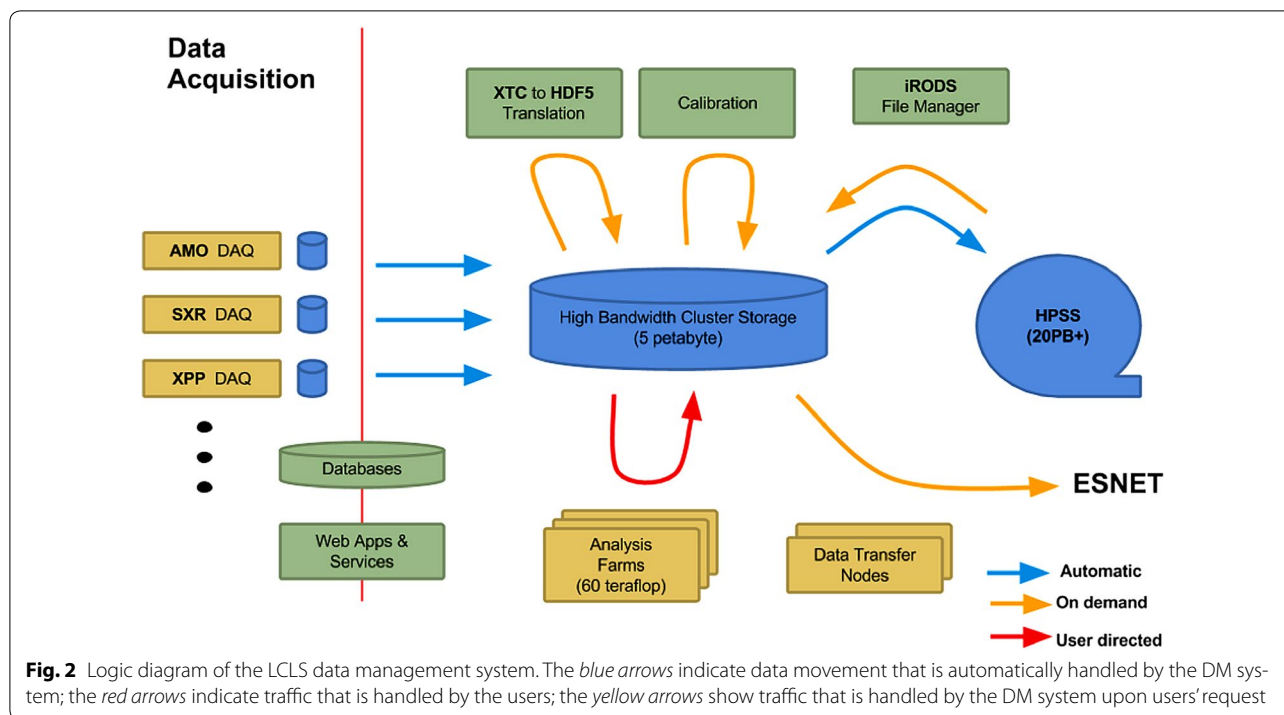 Data
Acquisition
XTC to HDF5
Translation
Calibration
iRODS
File Manager
AMO DAQ
SXR DAQ
XPP DAQ
High Bandwidth Cluster Storage
(5 petabyte)
HPSS
(20PB+)
Databases
Web Apps &
Services
Analysis
Farms
(60 teraflop)
Data Transfer
Nodes
ESNET
Automatic
On demand
User directed
Fig. 2 Logic diagram of the LCLS data management system. The blue arrows indicate data movement that is automatically handled by the DM sys-
tem; the red arrows indicate traffic that is handled by the users; the yellow arrows show traffic that is handled by the DM system upon users' request